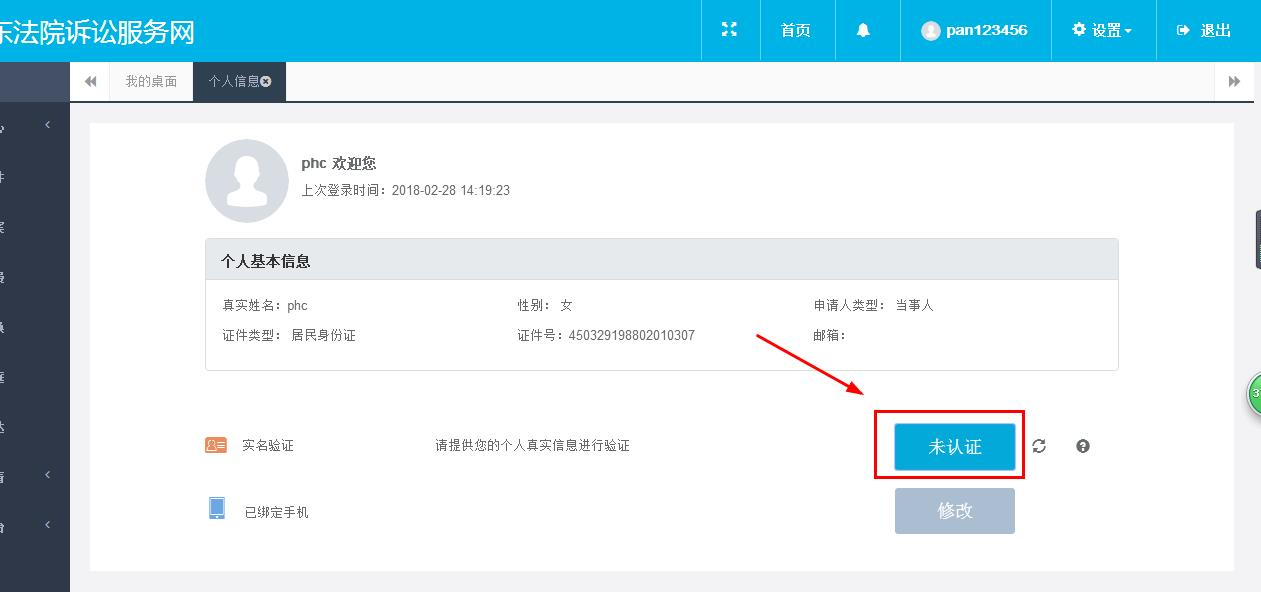 东法院诉讼服务网
首页
pan123456
设置
退出
我的桌面
个人信息
phc 欢迎您
上次登录时间：2018-02-28 14:19:23
个人基本信息
真实姓名：phc
性别： 女
申请人类型： 当事人
证件类型： 居民身份证
证件号：450329198802010307
邮箱：
实名验证
请提供您的个人真实信息进行验证
未认证
已绑定手机
修改